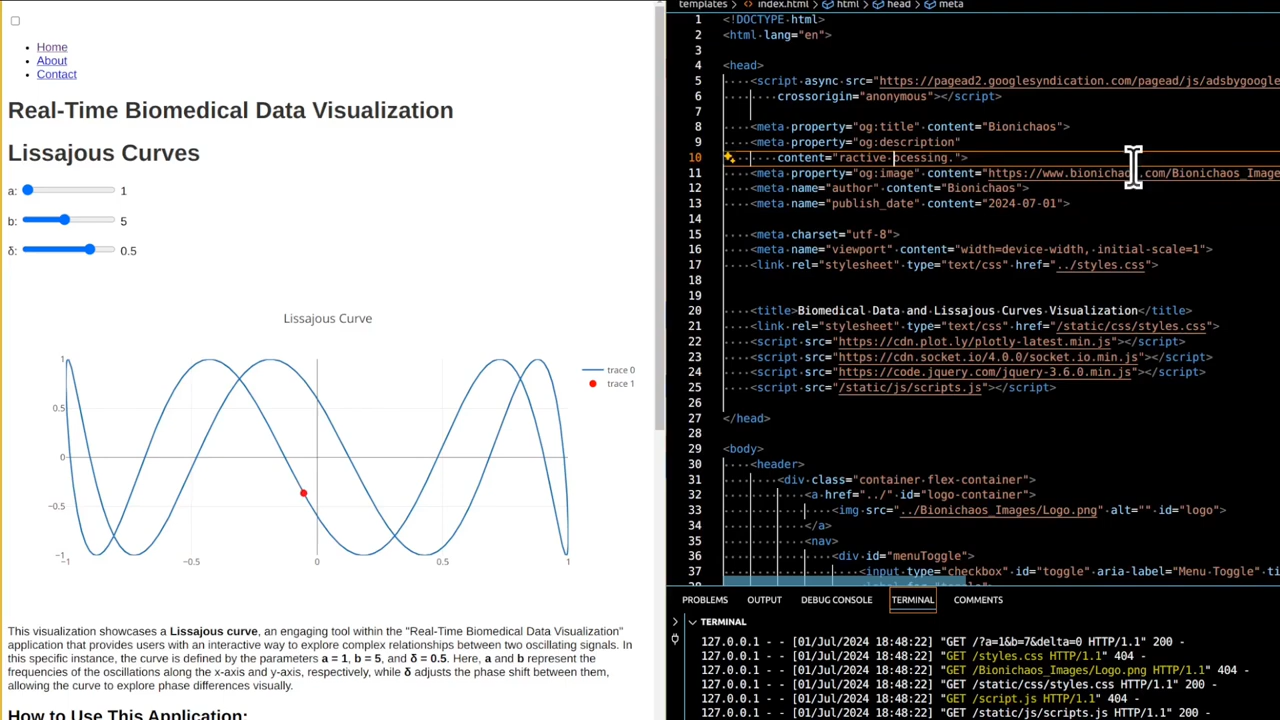 Home
About
Contact
Real-Time Biomedical Data Visualization
Lissajous Curves
a: 1
b: 5
δ: 0.5
Lissajous Curve
trace 0
trace 1
1
0.5
0
−0.5
−1
−1
−0.5
0
0.5
1
This visualization showcases a Lissajous curve, an engaging tool within the "Real-Time Biomedical Data Visualization"
application that provides users with an interactive way to explore complex relationships between two oscillating signals. In
this specific instance, the curve is defined by the parameters a = 1, b = 5, and δ = 0.5. Here, a and b represent the
frequencies of the oscillations along the x-axis and y-axis, respectively, while δ adjusts the phase shift between them,
allowing the curve to explore phase differences visually.
How to Use This Application:
templates > index.html > html > head > meta
1 <!DOCTYPE html>
2 <html lang="en">
3
4 <head>
5 <script async src="https://pagead2.googlesyndication.com/pagead/js/adsbygoogle
6 crossorigin="anonymous"></script>
7
8 <meta property="og:title" content="Bionichaos">
9 <meta property="og:description"
10 content="ractive ocessing.">
11 <meta property="og:image" content="https://www.bionichaos.com/Bionichaos_Image
12 <meta name="author" content="Bionichaos">
13 <meta name="publish_date" content="2024-07-01">
14
15 <meta charset="utf-8">
16 <meta name="viewport" content="width=device-width, initial-scale=1">
17 <link rel="stylesheet" type="text/css" href="../styles.css">
18
19
20 <title>Biomedical Data and Lissajous Curves Visualization</title>
21 <link rel="stylesheet" type="text/css" href="/static/css/styles.css">
22 <script src="https://cdn.plot.ly/plotly-latest.min.js"></script>
23 <script src="https://cdn.socket.io/4.0.0/socket.io.min.js"></script>
24 <script src="https://code.jquery.com/jquery-3.6.0.min.js"></script>
25 <script src="/static/js/scripts.js"></script>
26
27 </head>
28
29 <body>
30 <header>
31 <div class="container flex-container">
32 <a href="../" id="logo-container">
33 <img src="../Bionichaos_Images/Logo.png" alt="" id="logo">
34 </a>
35 <nav>
36 <div id="menuToggle">
37 <input type="checkbox" id="toggle" aria-label="Menu Toggle" ti
PROBLEMS OUTPUT DEBUG CONSOLE TERMINAL COMMENTS
TERMINAL
127.0.0.1 - - [01/Jul/2024 18:48:22] "GET /?a=1&b=7&delta=0 HTTP/1.1" 200 -
127.0.0.1 - - [01/Jul/2024 18:48:22] "GET /styles.css HTTP/1.1" 404 -
127.0.0.1 - - [01/Jul/2024 18:48:22] "GET /Bionichaos_Images/Logo.png HTTP/1.1" 404 -
127.0.0.1 - - [01/Jul/2024 18:48:22] "GET /static/css/styles.css HTTP/1.1" 200 -
127.0.0.1 - - [01/Jul/2024 18:48:22] "GET /script.js HTTP/1.1" 404 -
127.0.0.1 - - [01/Jul/2024 18:48:22] "GET /static/js/scripts.js HTTP/1.1" 200 -